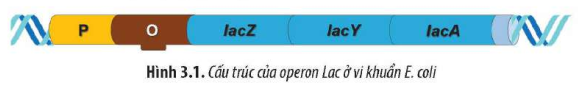 P O lacZ lacY lacA
Hình 3.1. Cấu trúc của operon Lac ở vi khuẩn E. coli